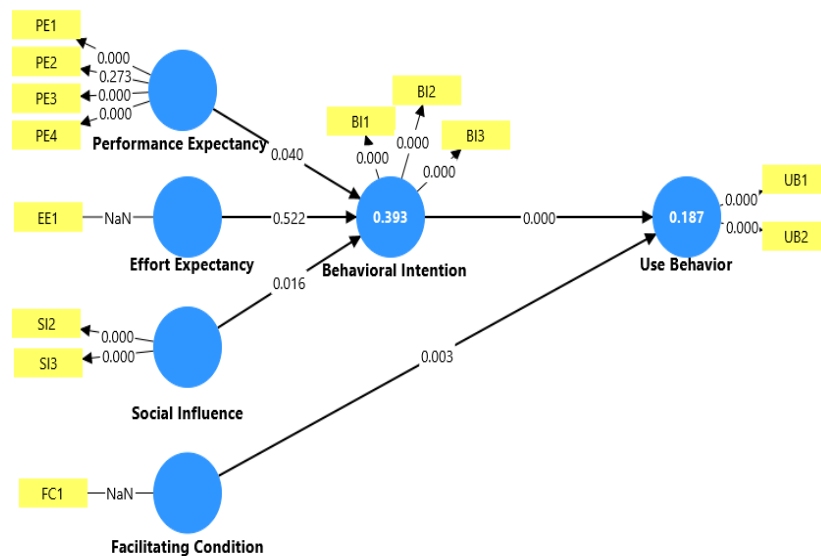 PE1
0.000
PE2
0.273
PE3
0.000
PE4
0.000
Performance Expectancy
0.040
BI1
BI2
BI3
0.000
0.000
0.000
EE1
NaN
Effort Expectancy
0.522
0.393
Behavioral Intention
0.000
0.187
Use Behavior
UB1
0.000
UB2
0.000
0.016
SI2
0.000
SI3
0.000
Social Influence
0.003
FC1
NaN
Facilitating Condition